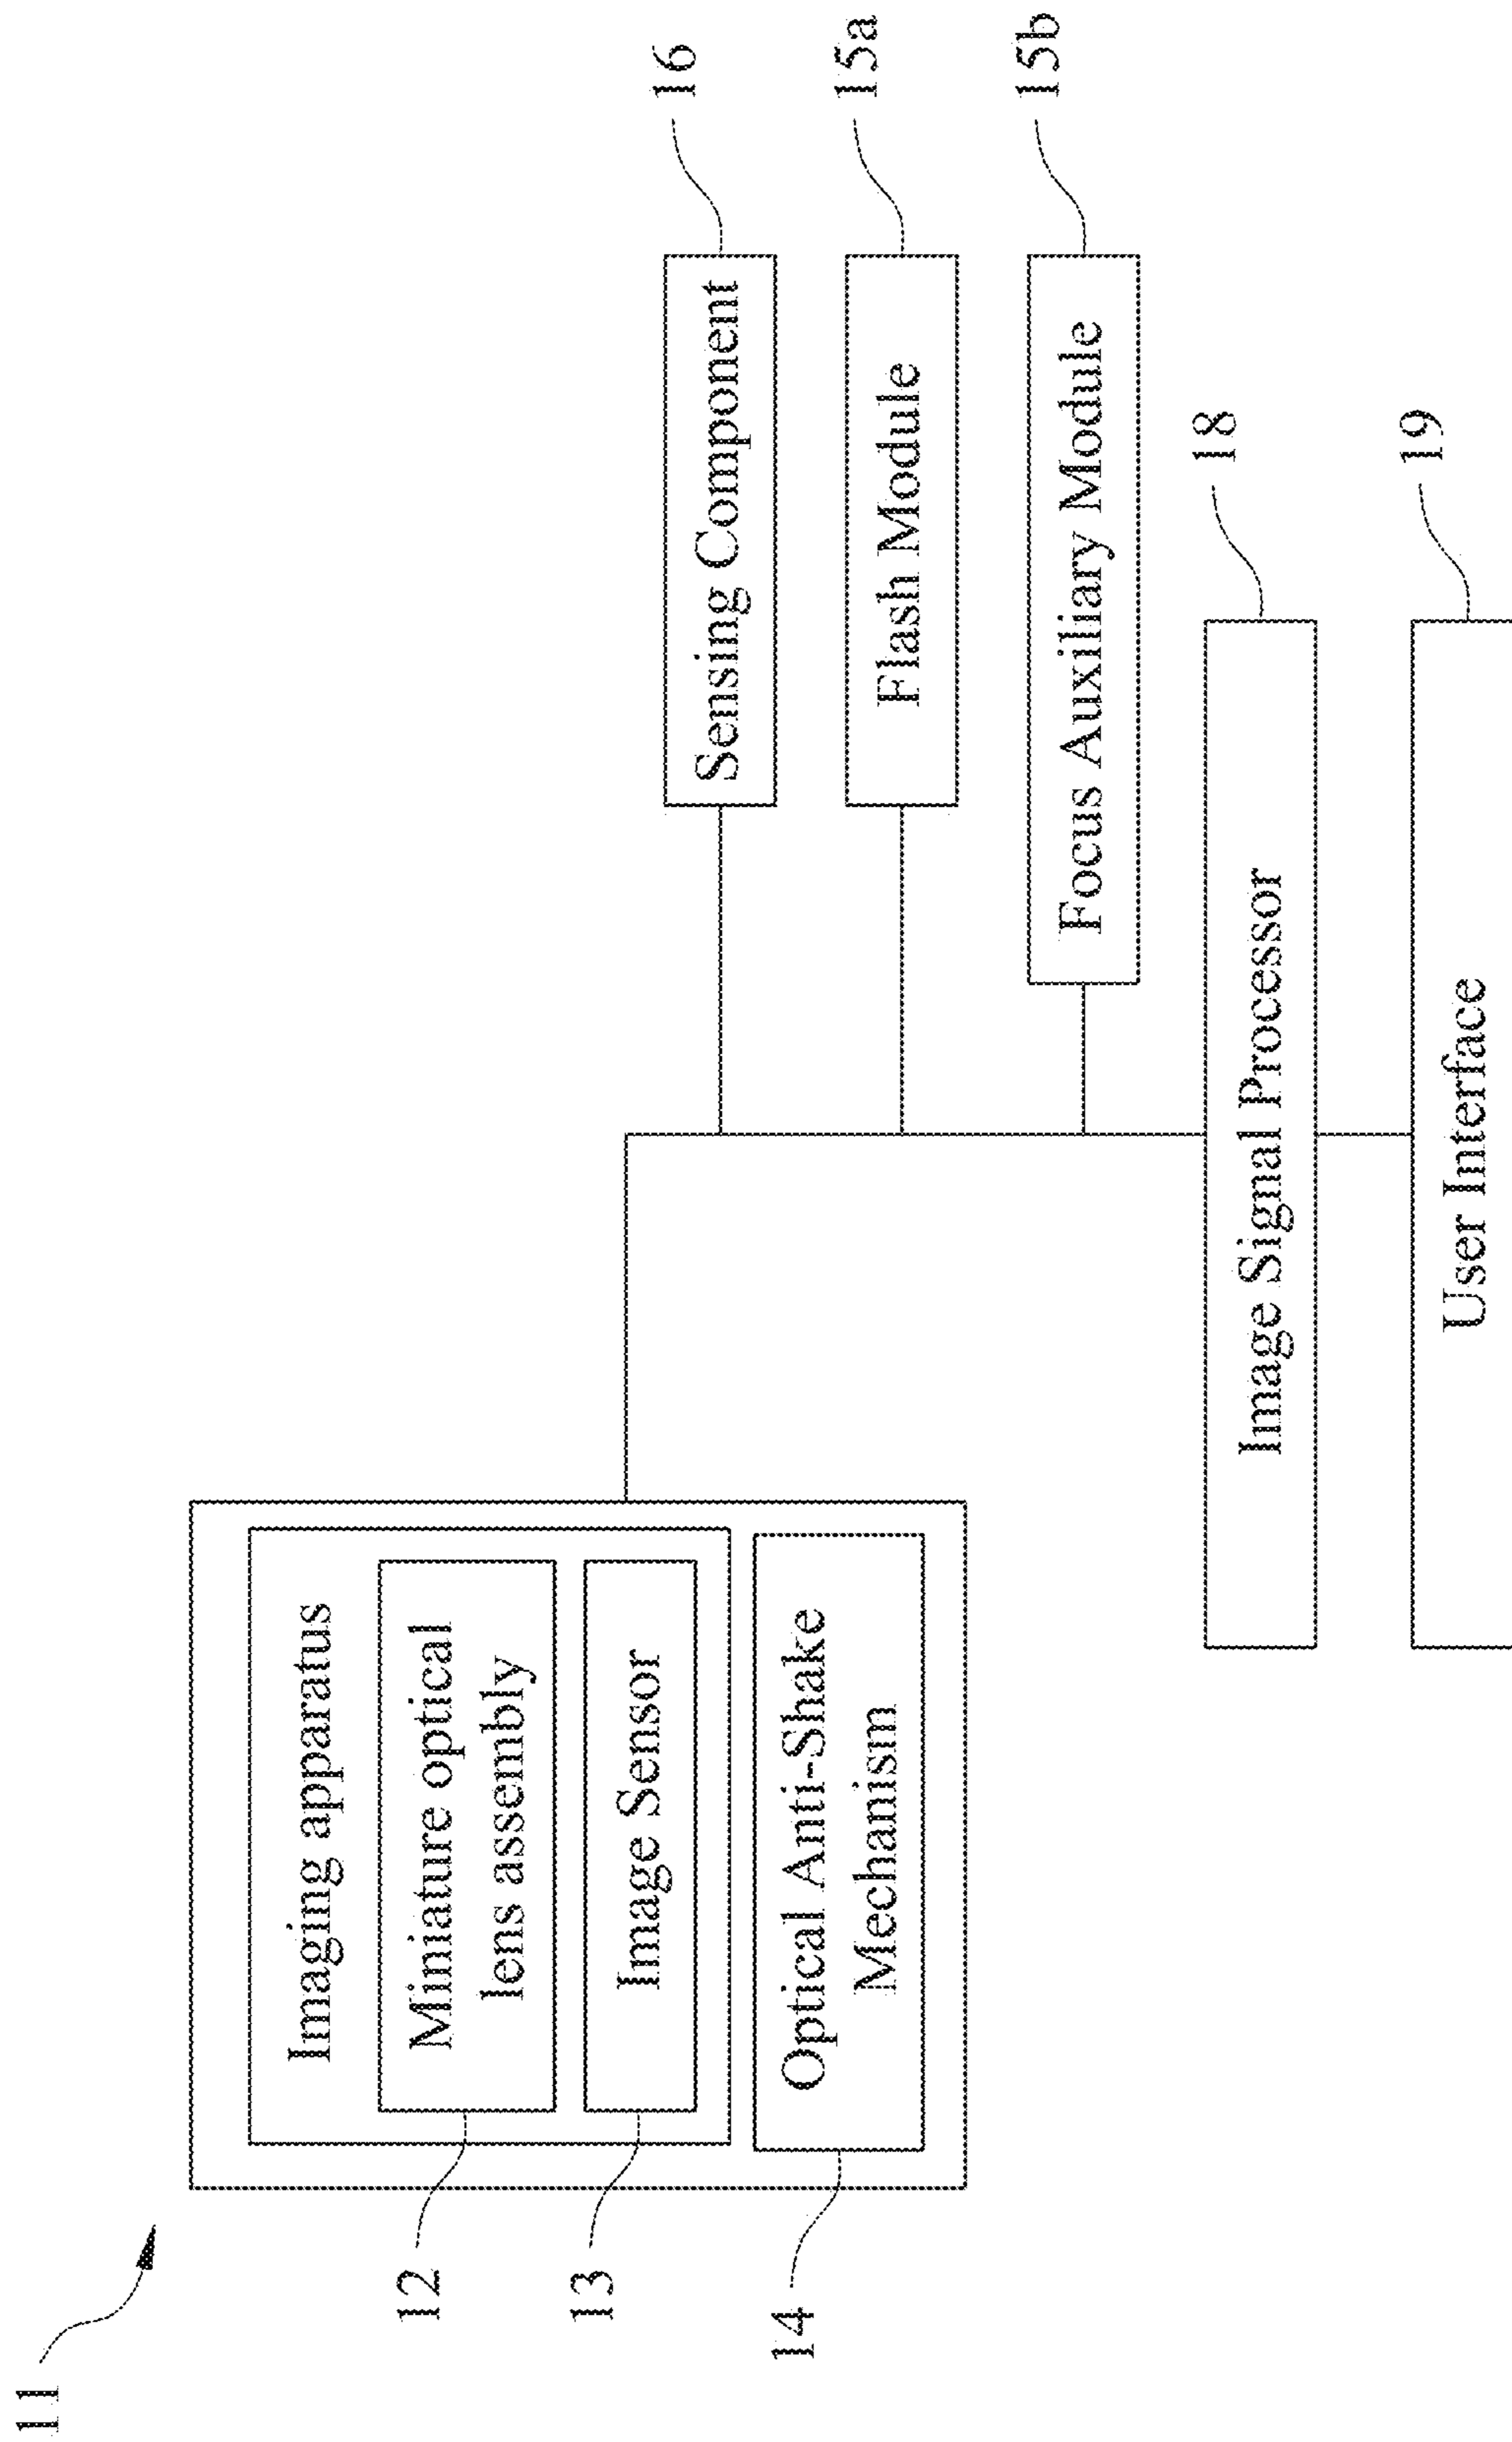 11
Imaging apparatus
12
Miniature optical
lens assembly
13
Image Sensor
14
Optical Anti-Shake
Mechanism
Sensing Component
16
Flash Module
15a
Focus Auxiliary Module
15b
Image Signal Processor
18
User Interface
19